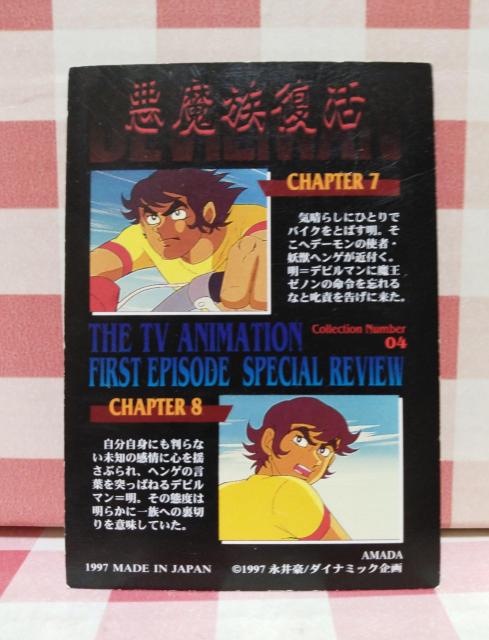 悪魔族復活
DEVILMAN
CHAPTER 7
気晴らしにひとりで
バイクをとばす明。そ
こへデーモンの使者・
妖獣ヘンゲが近付く。
明＝デビルマンに魔王
ゼノンの命令を忘れる
なと叱責を告げに来た。
THE TV ANIMATION
Collection Number
04
FIRST EPISODE SPECIAL REVIEW
CHAPTER 8
自分自身にも判らな
い未知の感情に心を揺
さぶられ、ヘンゲの言
葉を突っぱねるデビル
マン＝明。その態度は
明らかに一族への裏切
りを意味していた。
AMADA
1997 MADE IN JAPAN
©1997 永井豪/ダイナミック企画